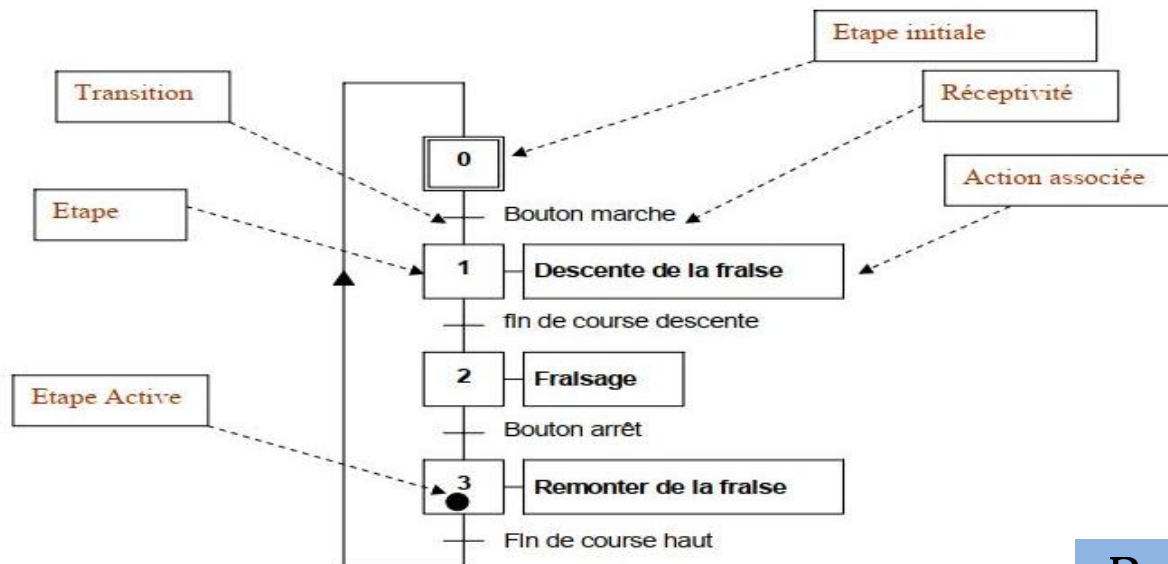 Etape initiale
Transition
Réceptivité
0
Action associée
Etape
Bouton marche
1
Descente de la fraise
fin de course descente
2
Fraisage
Etape Active
Bouton arrêt
3
Remonter de la fraise
Fin de course haut